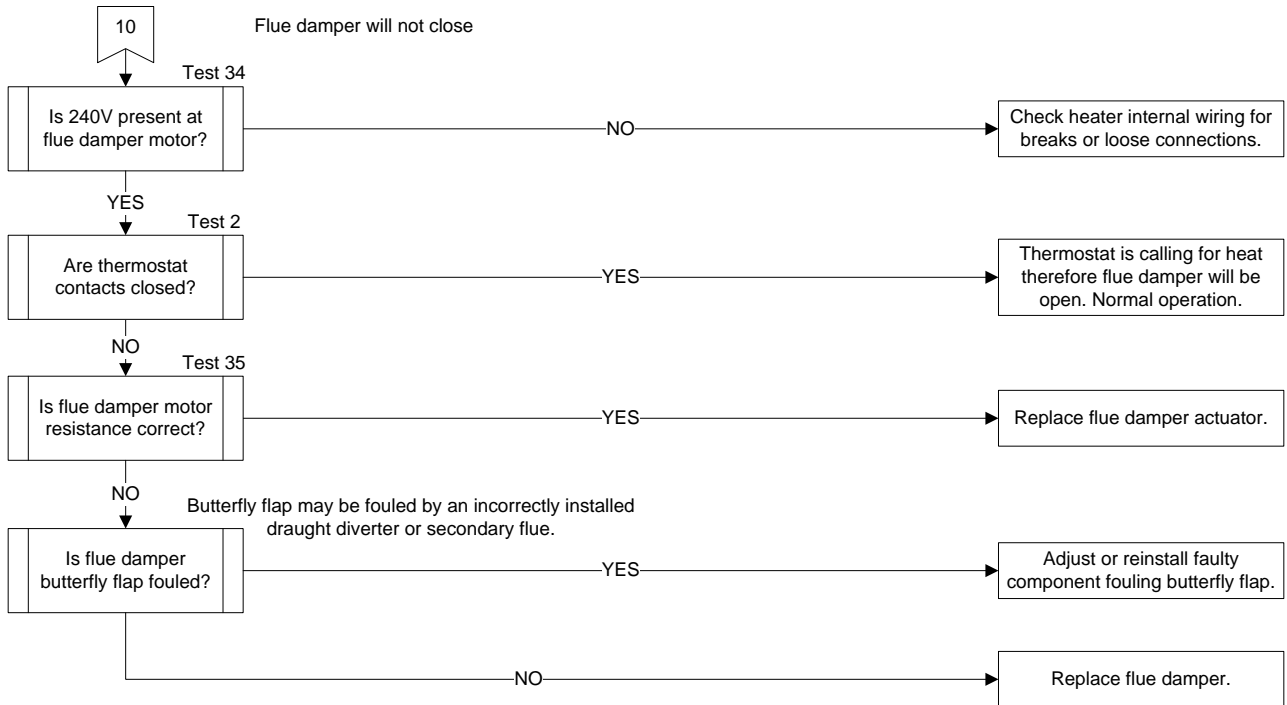 10
Flue damper will not close
Test 34
Is 240V present at
flue damper motor?
NO
Check heater internal wiring for
breaks or loose connections.
YES
Test 2
Are thermostat
contacts closed?
YES
Thermostat is calling for heat
therefore flue damper will be
open. Normal operation.
NO
Test 35
Is flue damper motor
resistance correct?
YES
Replace flue damper actuator.
NO
Butterfly flap may be fouled by an incorrectly installed
draught diverter or secondary flue.
Is flue damper
butterfly flap fouled?
YES
Adjust or reinstall faulty
component fouling butterfly flap.
NO
Replace flue damper.